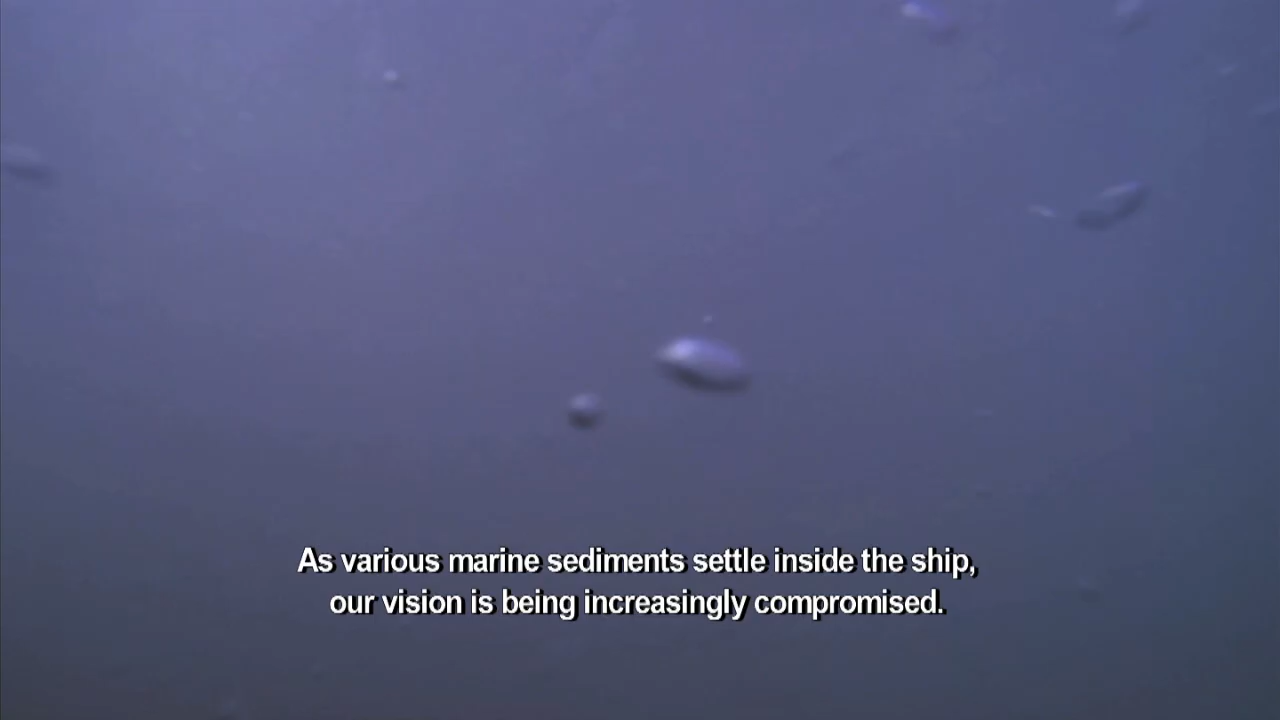 As various marine sediments settle inside the ship,
our vision is being increasingly compromised.